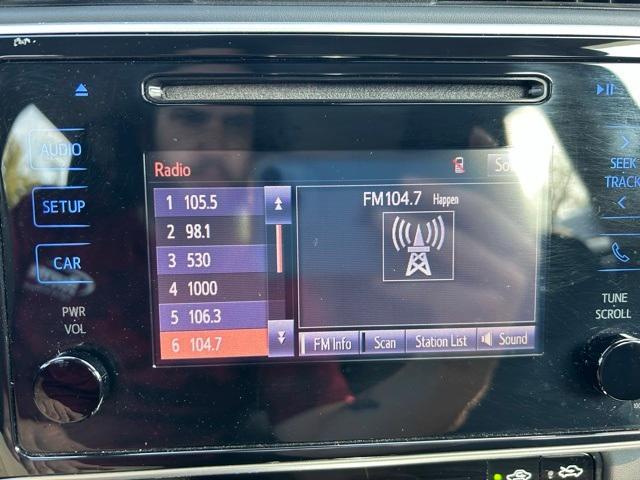 AUDIO
SETUP
CAR
PWR
VOL
Radio
1 105.5
2 98.1
3 530
4 1000
5 106.3
6 104.7
FM104.7 Happen
FM Info
Scan
Station List
Sound
SEEK
TRACK
TUNE
SCROLL